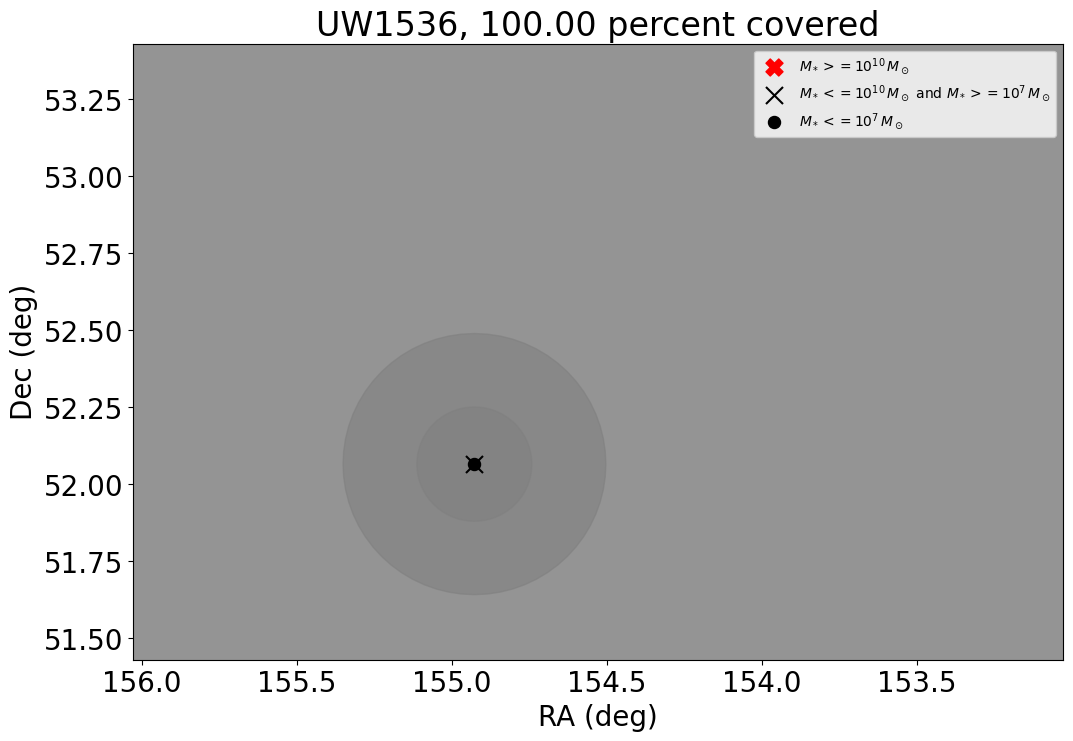 UW1536, 100.00 percent covered
M* >= 10^10 M⊙
M* <= 10^10 M⊙ and M* >= 10^7 M⊙
M* <= 10^7 M⊙
53.25
53.00
52.75
52.50
52.25
52.00
51.75
51.50
Dec (deg)
156.0 155.5 155.0 154.5 154.0 153.5
RA (deg)